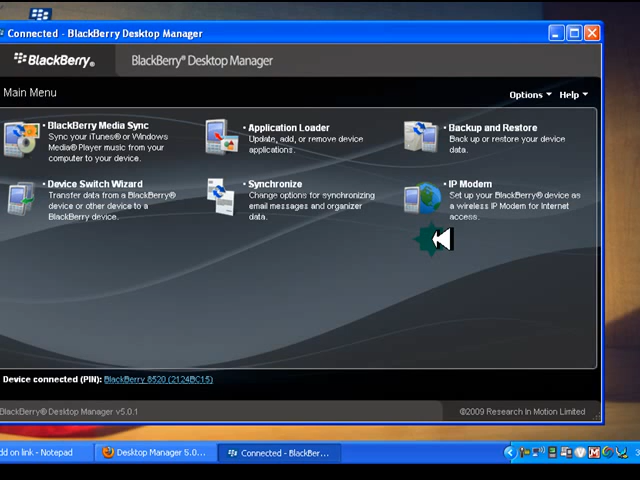 Connected - BlackBerry Desktop Manager
BlackBerry®
BlackBerry® Desktop Manager
Main Menu
Options
Help
BlackBerry Media Sync
Sync your iTunes® or Windows
Media® Player music from your
computer to your device.
Application Loader
Update, add, or remove device
applications.
Backup and Restore
Back up or restore your device
data.
Device Switch Wizard
Transfer data from a BlackBerry®
device or other device to a
BlackBerry device.
Synchronize
Change options for synchronizing
email messages and organizer
data.
IP Modem
Set up your BlackBerry® device as
a wireless IP Modem for Internet
access.
Device connected (PIN): BlackBerry 8520 (2124BC15)
BlackBerry® Desktop Manager v5.0.1
©2009 Research In Motion Limited
dd on link - Notepad
Desktop Manager 5.0...
Connected - BlackBer...